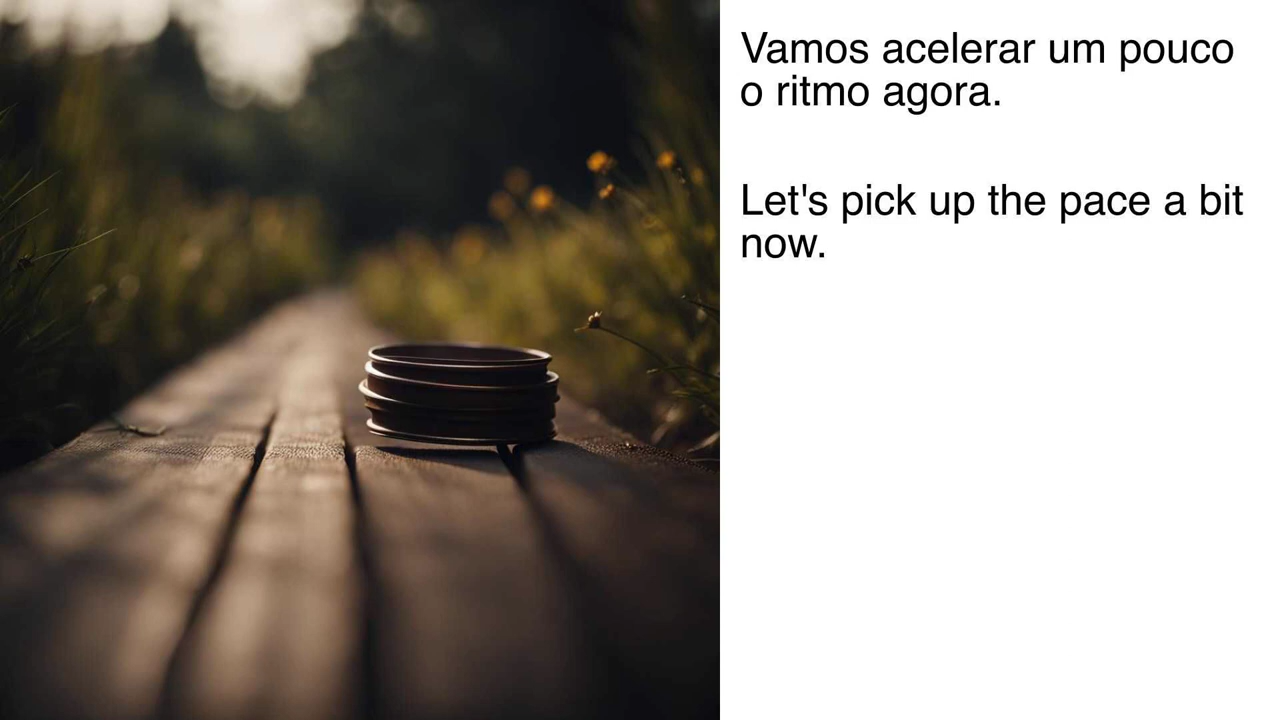 Vamos acelerar um pouco
o ritmo agora.
Let's pick up the pace a bit
now.